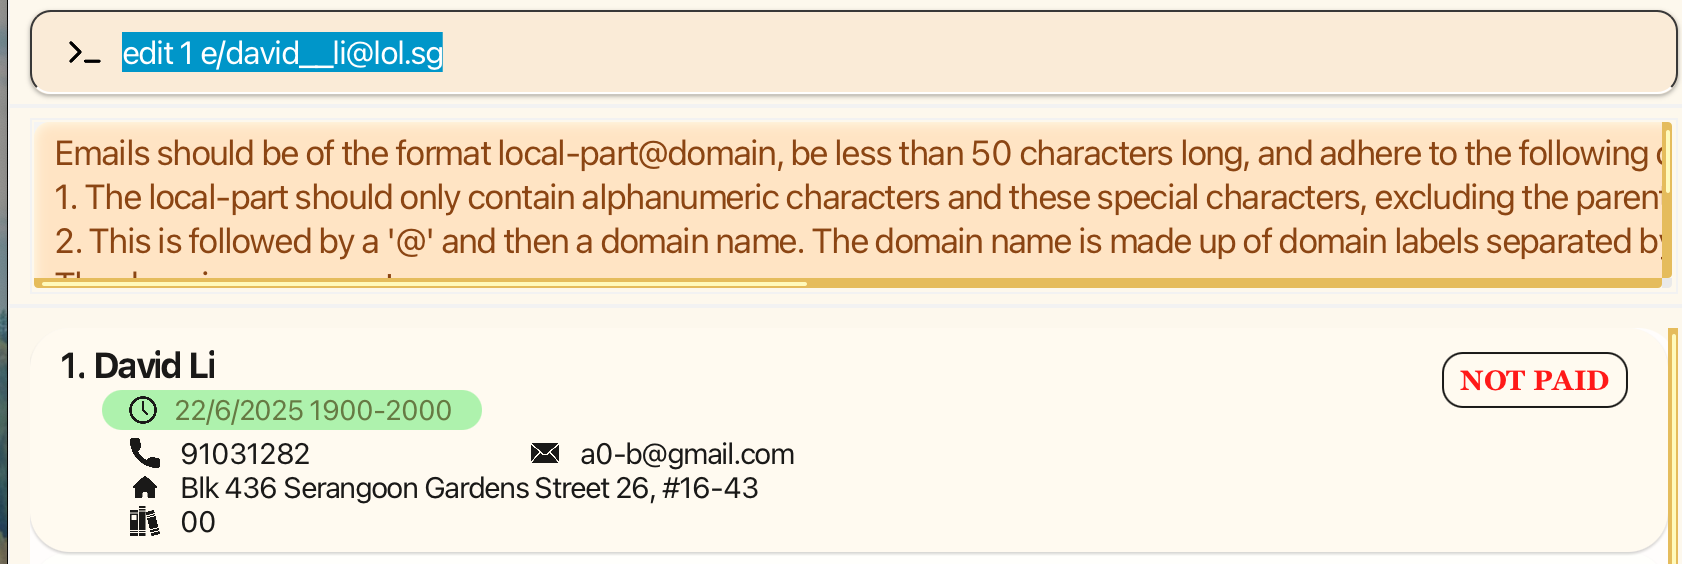 edit 1 e/david__li@lol.sg
Emails should be of the format local-part@domain, be less than 50 characters long, and adhere to the following
1. The local-part should only contain alphanumeric characters and these special characters, excluding the paren
2. This is followed by a '@' and then a domain name. The domain name is made up of domain labels separated by
1. David Li
NOT PAID
22/6/2025 1900-2000
91031282 a0-b@gmail.com
Blk 436 Serangoon Gardens Street 26, #16-43
00